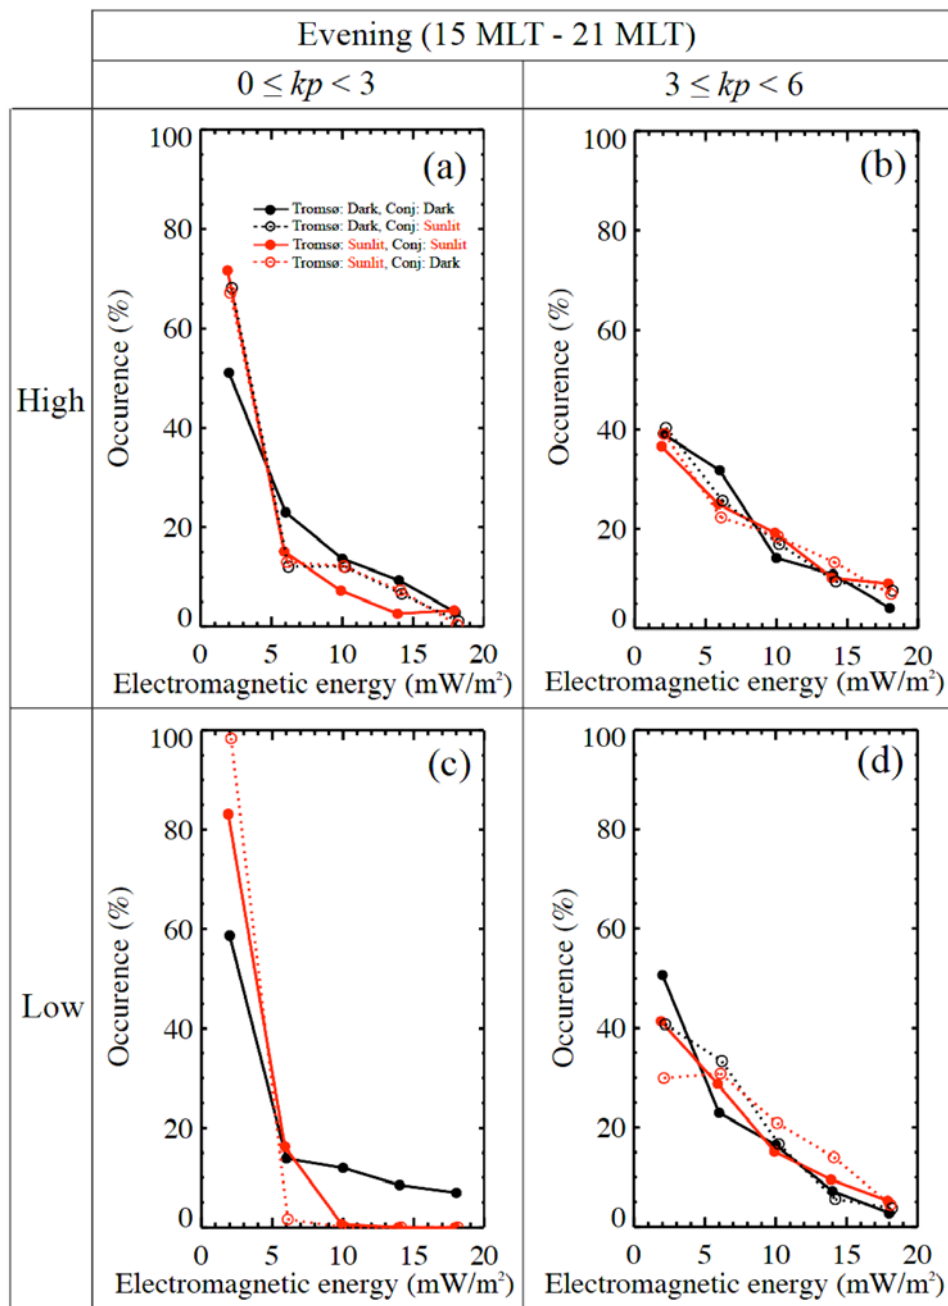 Evening (15 MLT - 21 MLT)
0 ≤ kp < 3
3 ≤ kp < 6
High
(a)
100
80
60
40
20
0
Occurence (%)
Tromsø: Dark, Conj: Dark
Tromsø: Dark, Conj: Sunlit
Tromsø: Sunlit, Conj: Sunlit
Tromsø: Sunlit, Conj: Dark
0 5 10 15 20
Electromagnetic energy (mW/m²)
(b)
100
80
60
40
20
0
Occurence (%)
0 5 10 15 20
Electromagnetic energy (mW/m²)
Low
(c)
100
80
60
40
20
0
Occurence (%)
0 5 10 15 20
Electromagnetic energy (mW/m²)
(d)
100
80
60
40
20
0
Occurence (%)
0 5 10 15 20
Electromagnetic energy (mW/m²)